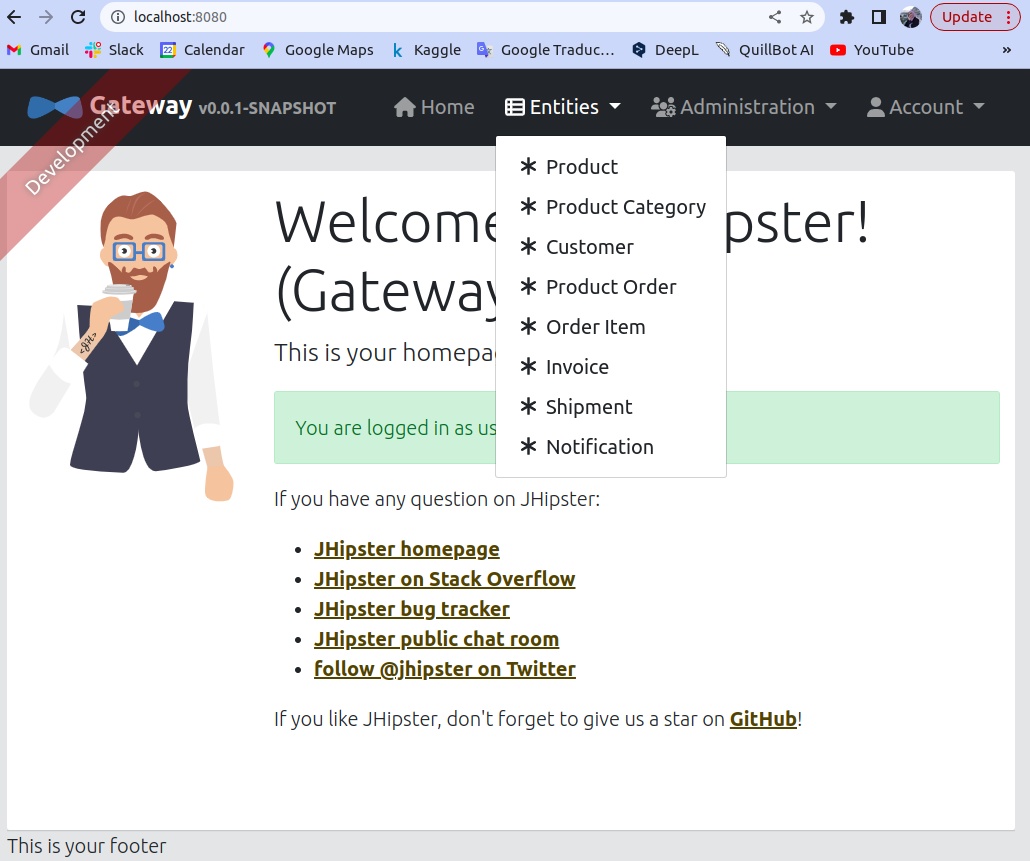 localhost:8080
Update
Gmail Slack Calendar Google Maps Kaggle Google Traduc... DeepL QuillBot AI YouTube »
Gateway v0.0.1-SNAPSHOT Home Entities Administration Account
Development
Product
Product Category
Customer
Product Order
Order Item
Invoice
Shipment
Notification
Welcome pster!
(Gateway
This is your homepa
You are logged in as us
If you have any question on JHipster:
• JHipster homepage
• JHipster on Stack Overflow
• JHipster bug tracker
• JHipster public chat room
• follow @jhipster on Twitter
If you like JHipster, don't forget to give us a star on GitHub!
This is your footer